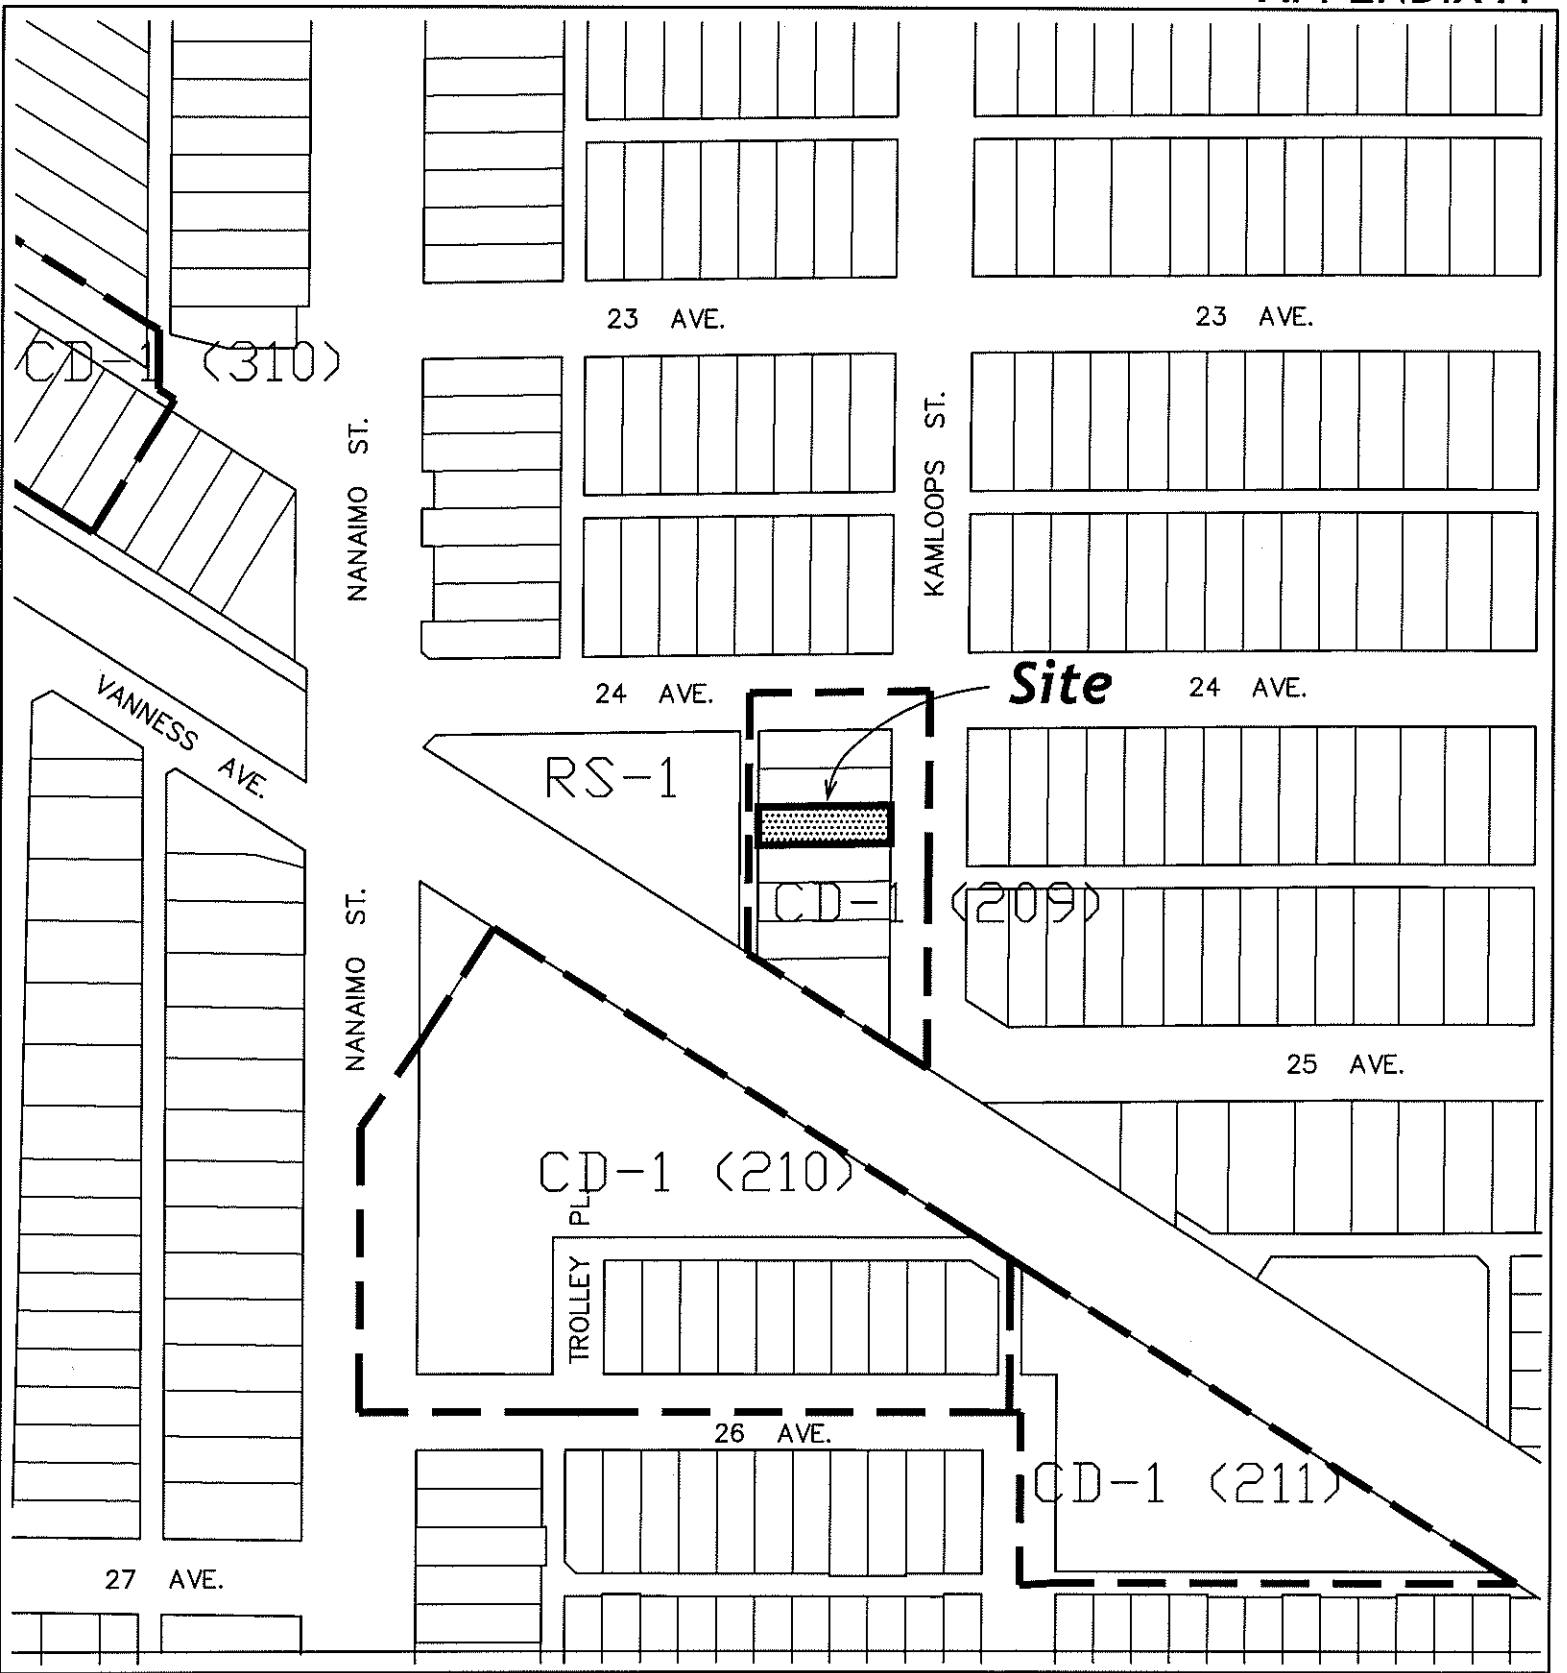 23 AVE.
23 AVE.
CD-1 (310)
NANAIMO ST.
KAMLOOPS ST.
Site
24 AVE.
24 AVE.
VANNESS AVE.
RS-1
CD-1 (209)
NANAIMO ST.
25 AVE.
CD-1 (210)
TROLLEY PL.
26 AVE.
CD-1 (211)
27 AVE.